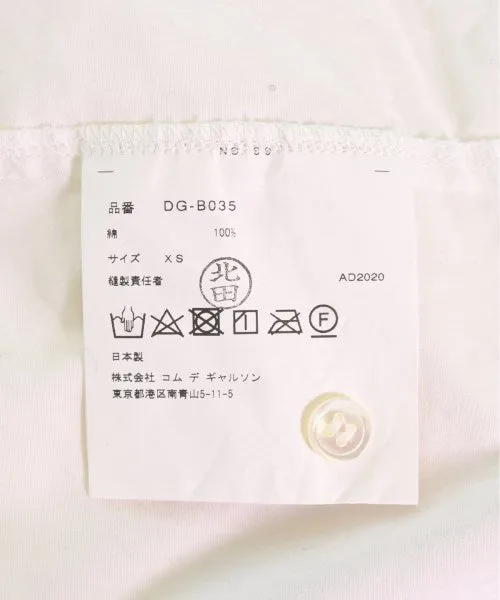 品番 DG-B035
綿 100%
サイズ XS
縫製責任者 北田 AD2020
F
日本製
株式会社 コム デ ギャルソン
東京都港区南青山5-11-5